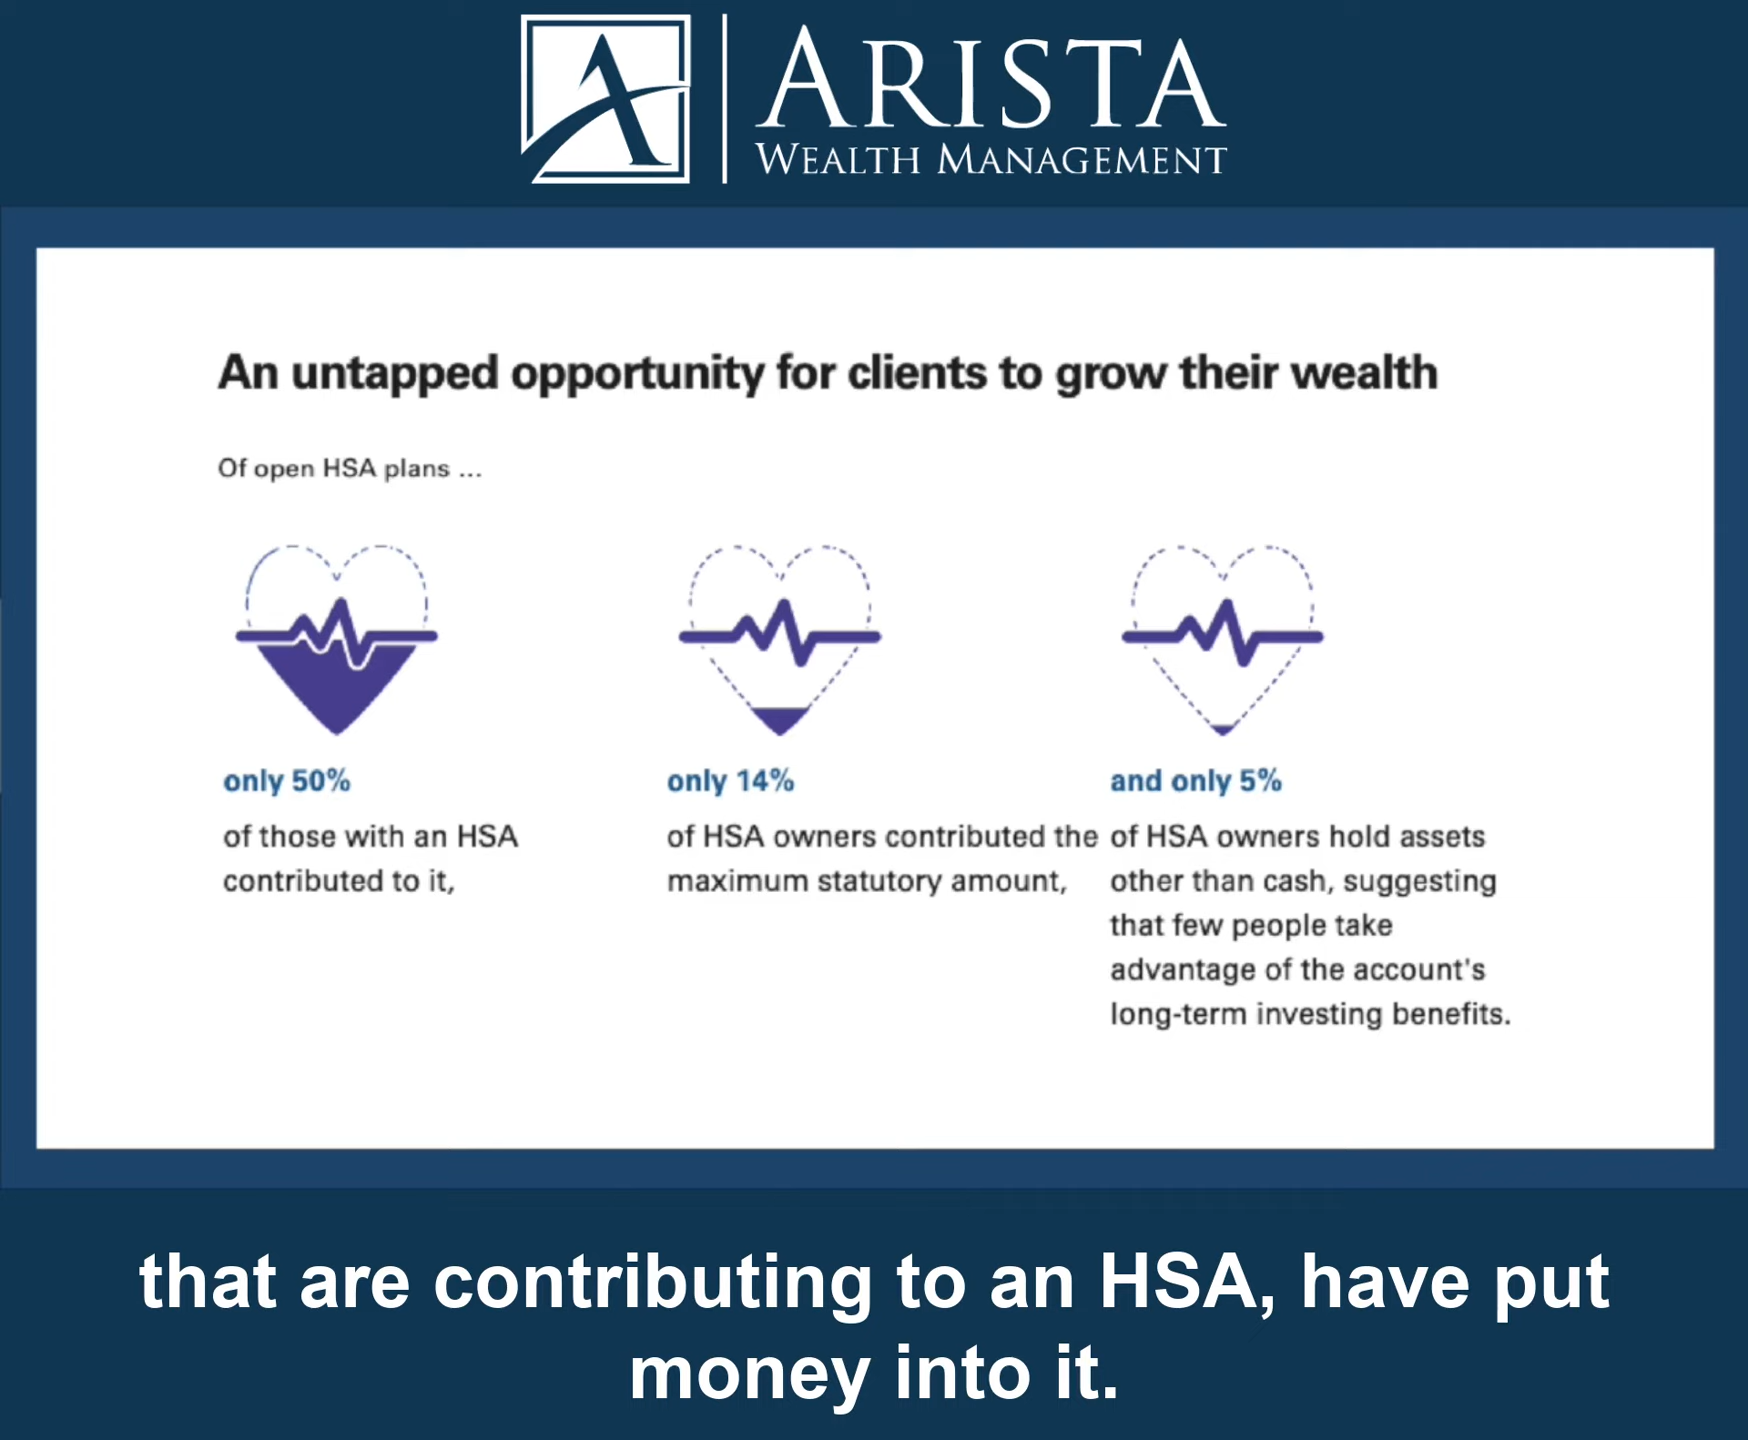 ARISTA
WEALTH MANAGEMENT
An untapped opportunity for clients to grow their wealth
Of open HSA plans ...
only 50%
of those with an HSA
contributed to it,
only 14%
of HSA owners contributed the
maximum statutory amount,
and only 5%
of HSA owners hold assets
other than cash, suggesting
that few people take
advantage of the account's
long-term investing benefits.
that are contributing to an HSA, have put
money into it.